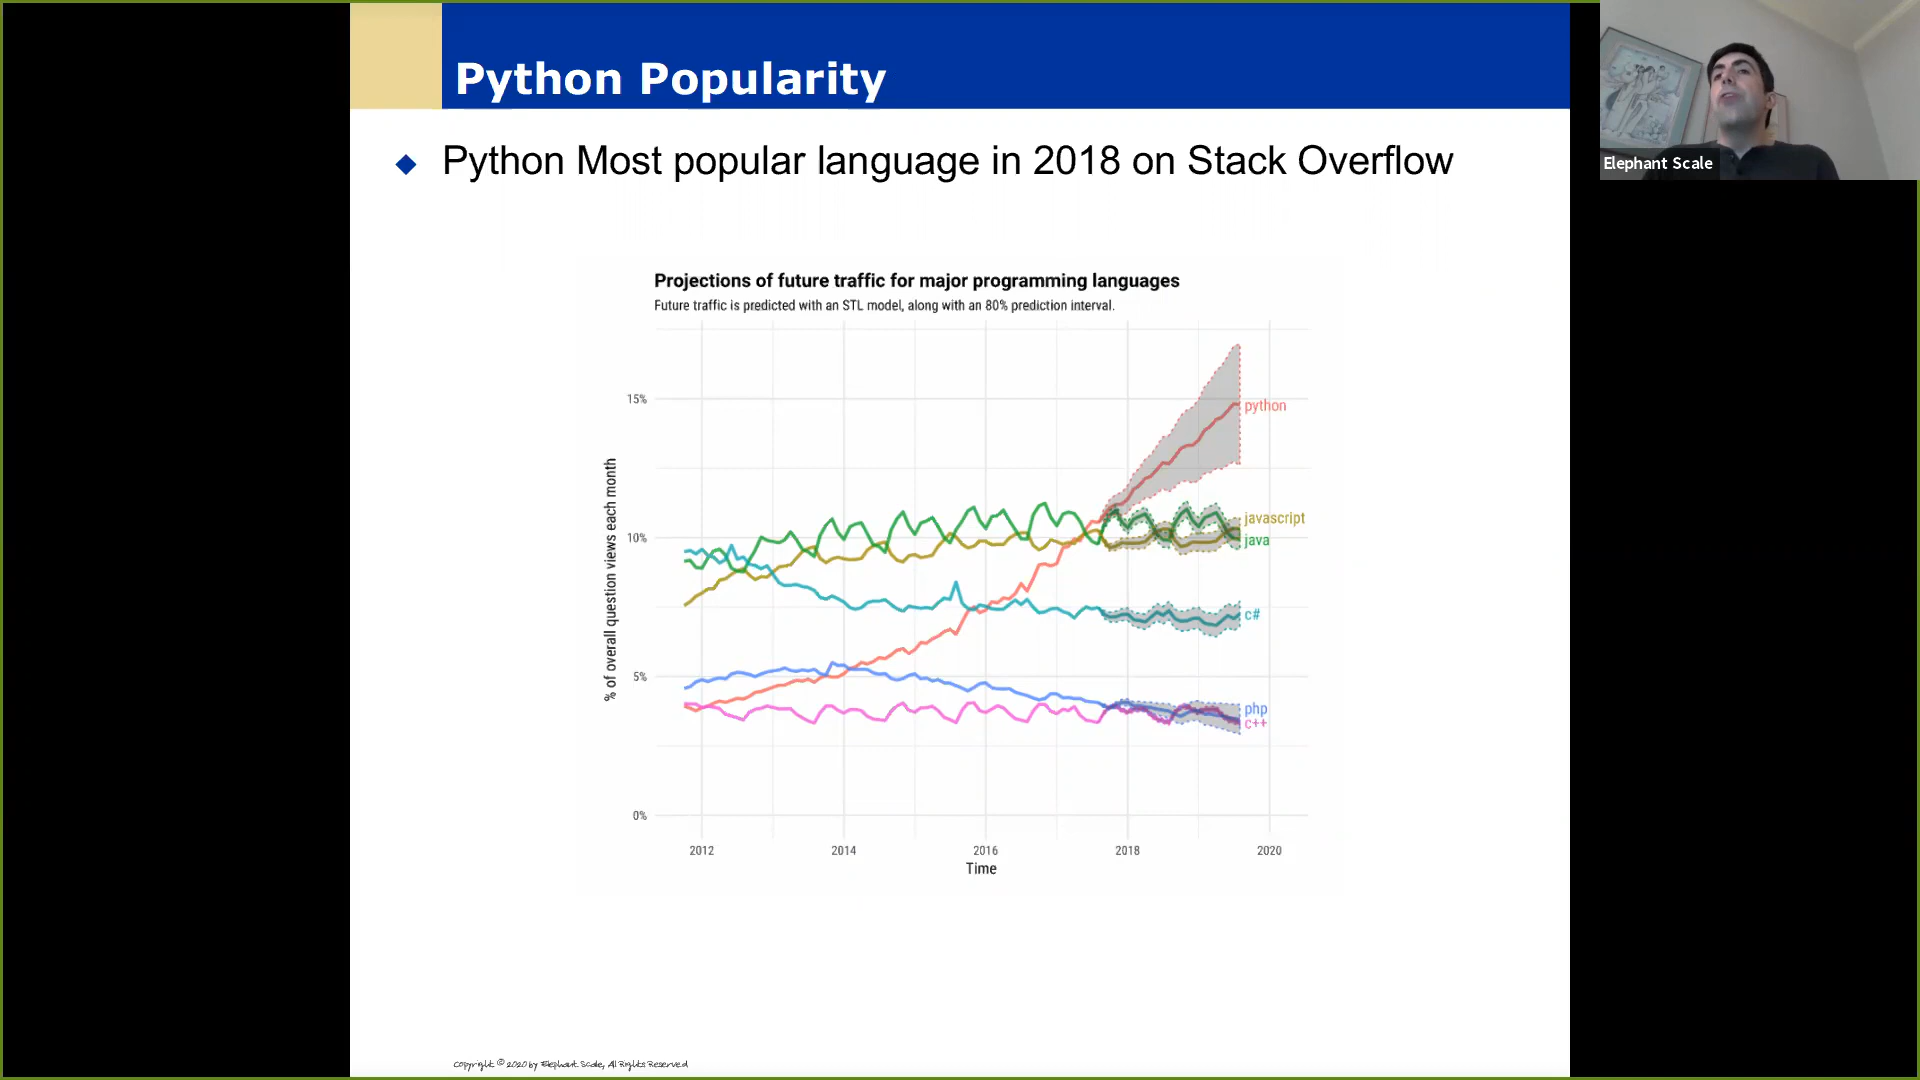 Python Popularity
Elephant Scale
◆ Python Most popular language in 2018 on Stack Overflow
Projections of future traffic for major programming languages
Future traffic is predicted with an STL model, along with an 80% prediction interval.
% of overall question views each month
15%
10%
5%
0%
python
javascript
java
c#
php
c++
2012 2014 2016 2018 2020
Time
Copyright © 2020 by Elephant Scale, All Rights Reserved